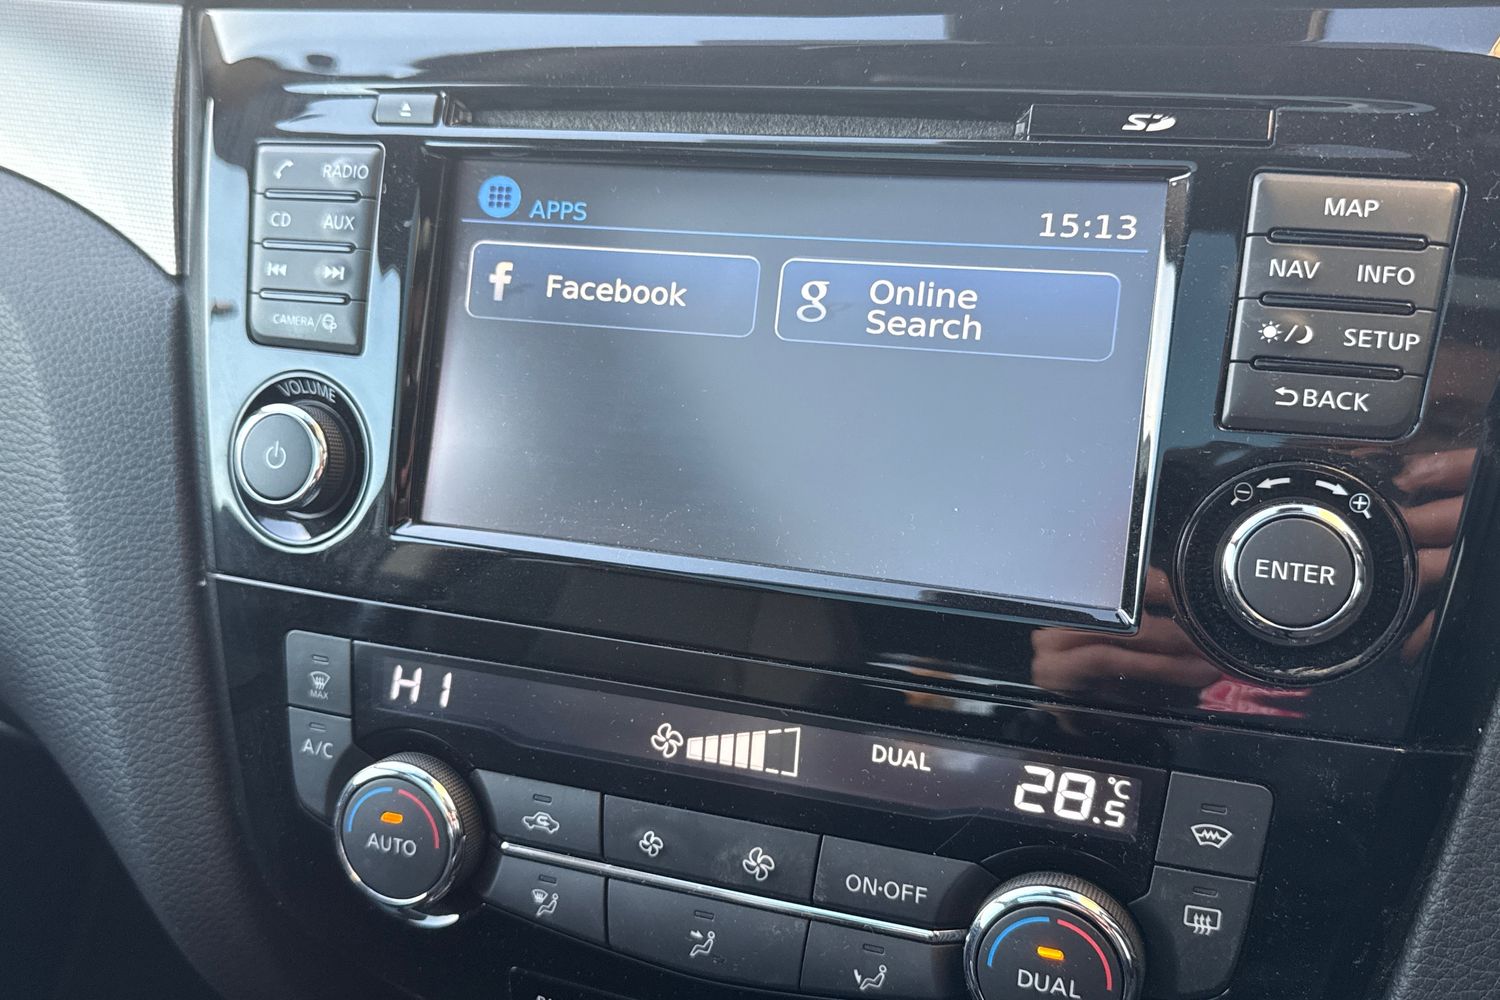 SD
RADIO
CD AUX
CAMERA/
VOLUME
APPS
15:13
f Facebook
g Online
Search
MAP
NAV INFO
SETUP
BACK
ENTER
MAX
A/C
HI
DUAL
28.5°C
AUTO
ON·OFF
DUAL